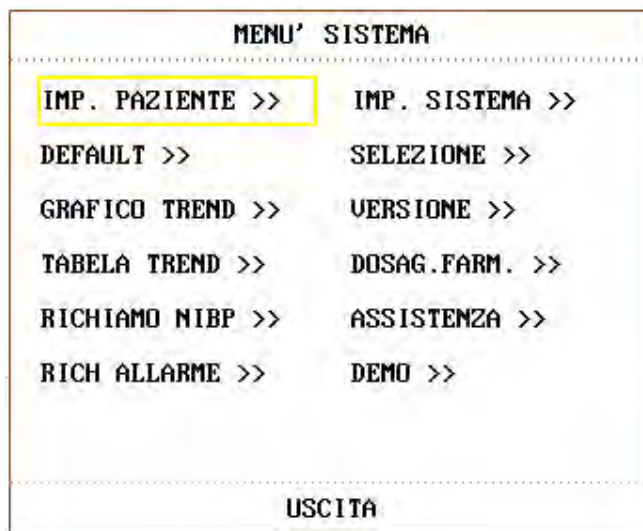 MENU' SISTEMA
IMP. PAZIENTE >> IMP. SISTEMA >>
DEFAULT >> SELEZIONE >>
GRAFICO TREND >> VERSIONE >>
TABELA TREND >> DOSAG.FARM. >>
RICHIAMO NIBP >> ASSISTENZA >>
RICH ALLARME >> DEMO >>
USCITA